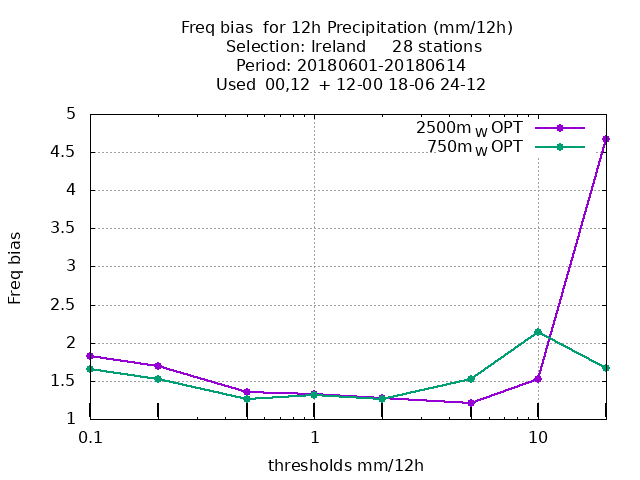 Freq bias  for 12h Precipitation (mm/12h)
Selection: Ireland     28 stations
Period: 20180601-20180614
Used  00,12  + 12-00 18-06 24-12
2500m W OPT
750m W OPT
5
4.5
4
3.5
3
2.5
2
1.5
1
Freq bias
0.1 1 10
thresholds mm/12h